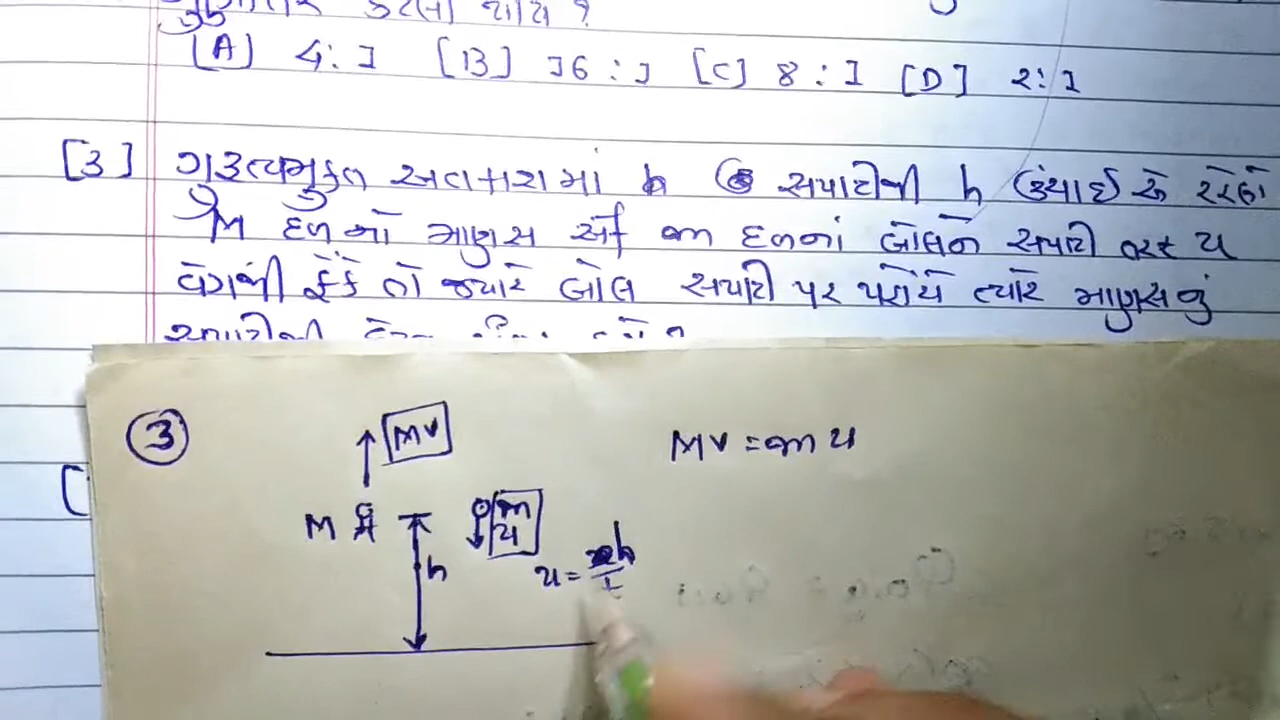 [A] 4:1 [B] 16:1 [C] 8:1 [D] 2:1
[3] ગુરુત્વમુક્ત અવકાશમાં સપાટીની h ઉંચાઈ એ રહેલો
M દળનો માણસ એક m દળનાં બોલને સપાટી તરફ u
વેગથી ફેંકે તો જ્યારે બોલ સપાટી પર પહોંચે ત્યારે માણસનું
3
MV
MV = mu
M
m
u
h
u = h/t